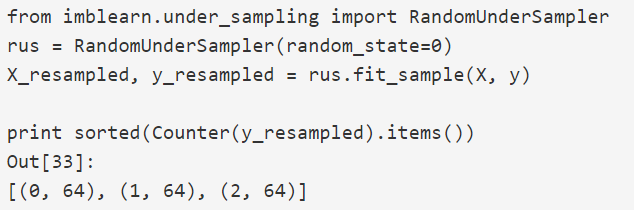 from imblearn.under_sampling import RandomUnderSampler
rus = RandomUnderSampler(random_state=0)
X_resampled, y_resampled = rus.fit_sample(X, y)
print sorted(Counter(y_resampled).items())
Out[33]:
[(0, 64), (1, 64), (2, 64)]